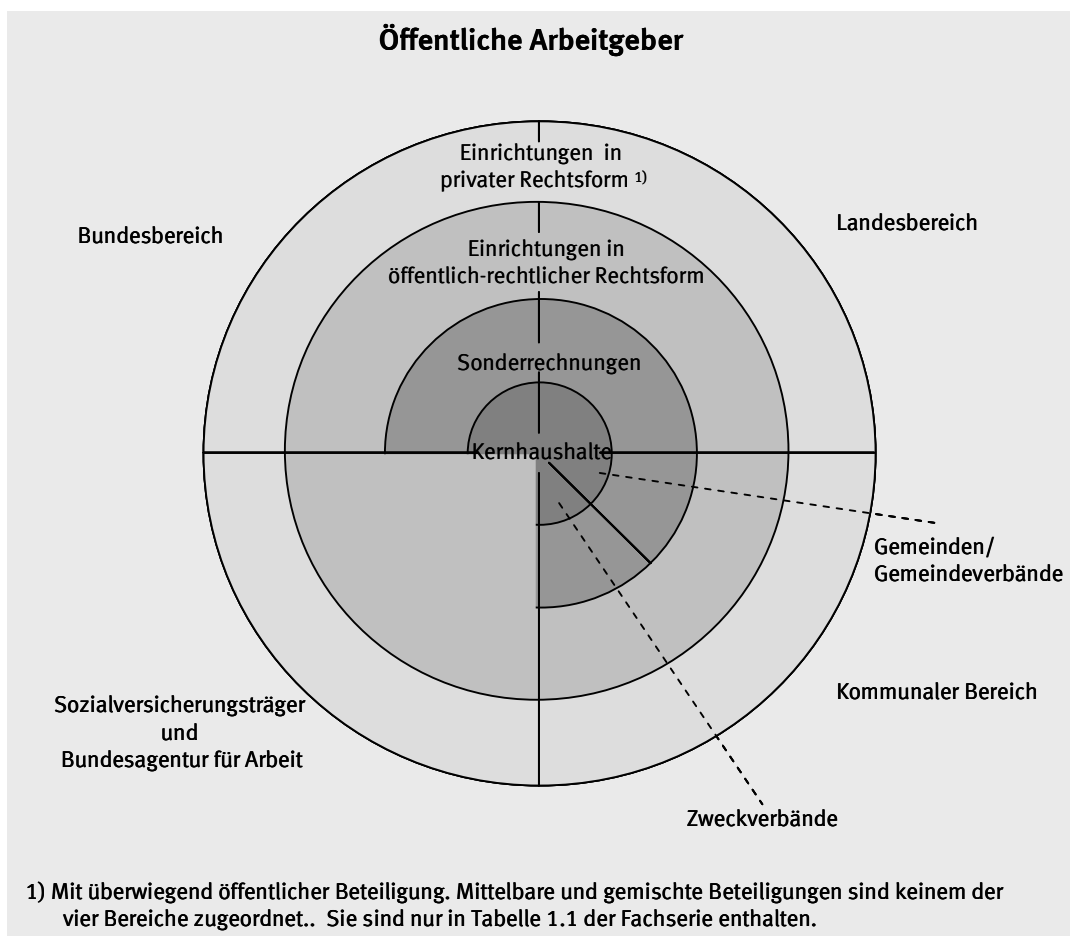 Öffentliche Arbeitgeber
Einrichtungen in
privater Rechtsform 1)
Bundesbereich
Landesbereich
Einrichtungen in
öffentlich-rechtlicher Rechtsform
Sonderrechnungen
Kernhaushalte
Gemeinden/
Gemeindeverbände
Sozialversicherungsträger
und
Bundesagentur für Arbeit
Kommunaler Bereich
Zweckverbände
1) Mit überwiegend öffentlicher Beteiligung. Mittelbare und gemischte Beteiligungen sind keinem der
vier Bereiche zugeordnet.. Sie sind nur in Tabelle 1.1 der Fachserie enthalten.